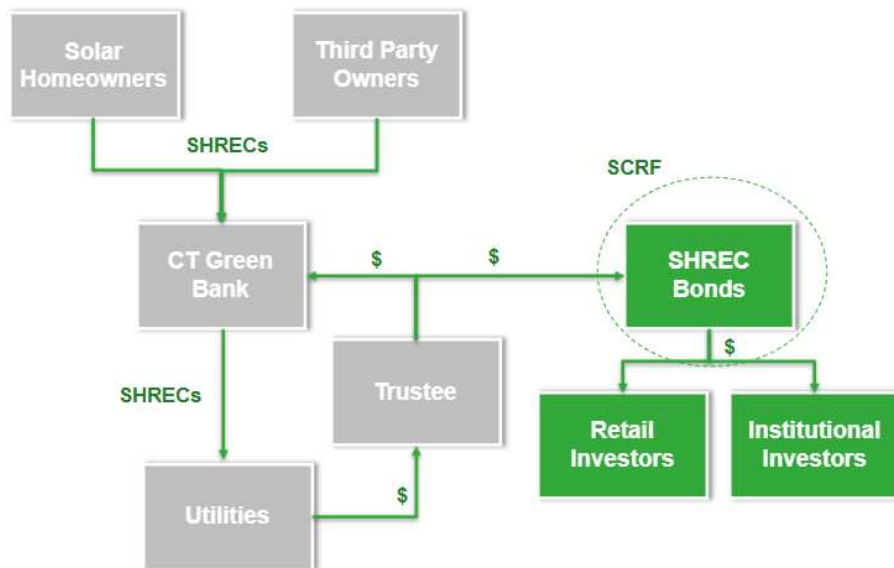 Solar
Homeowners
Third Party
Owners
SHRECs
SCRF
CT Green
Bank
$
$
SHREC
Bonds
$
SHRECs
Trustee
Retail
Investors
Institutional
Investors
$
Utilities